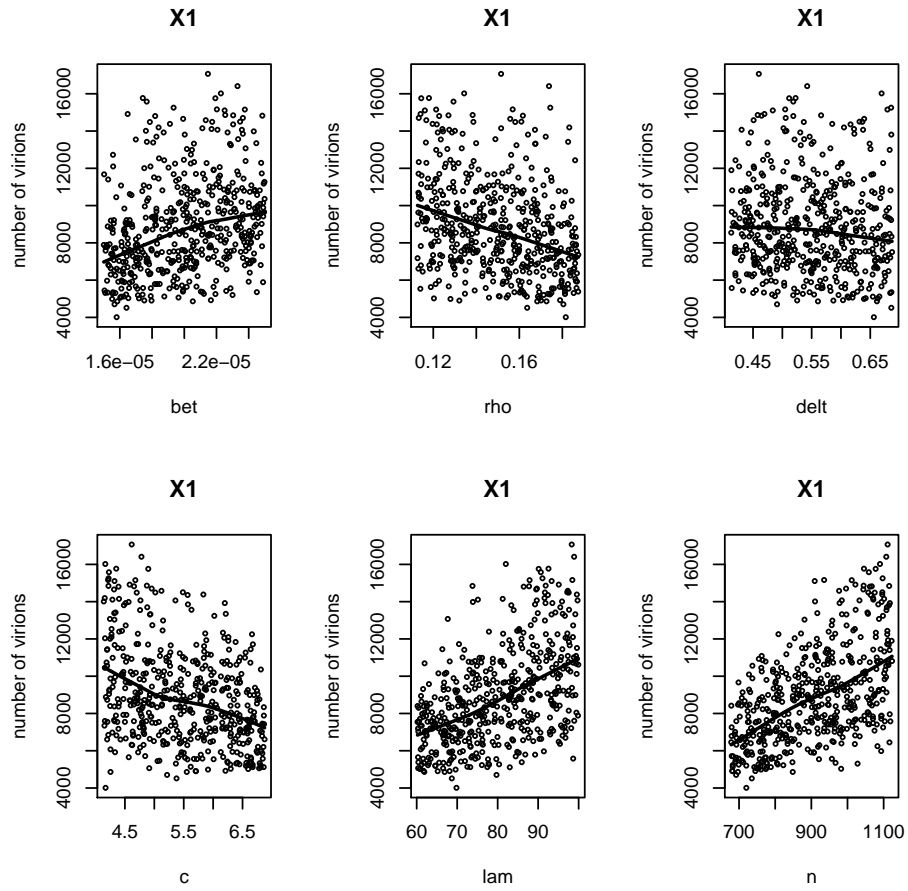 X1
number of virions
4000 8000 12000 16000
1.6e−05 2.2e−05
bet
X1
number of virions
4000 8000 12000 16000
0.12 0.16
rho
X1
number of virions
4000 8000 12000 16000
0.45 0.55 0.65
delt
X1
number of virions
4000 8000 12000 16000
4.5 5.5 6.5
c
X1
number of virions
4000 8000 12000 16000
60 70 80 90
lam
X1
number of virions
4000 8000 12000 16000
700 900 1100
n